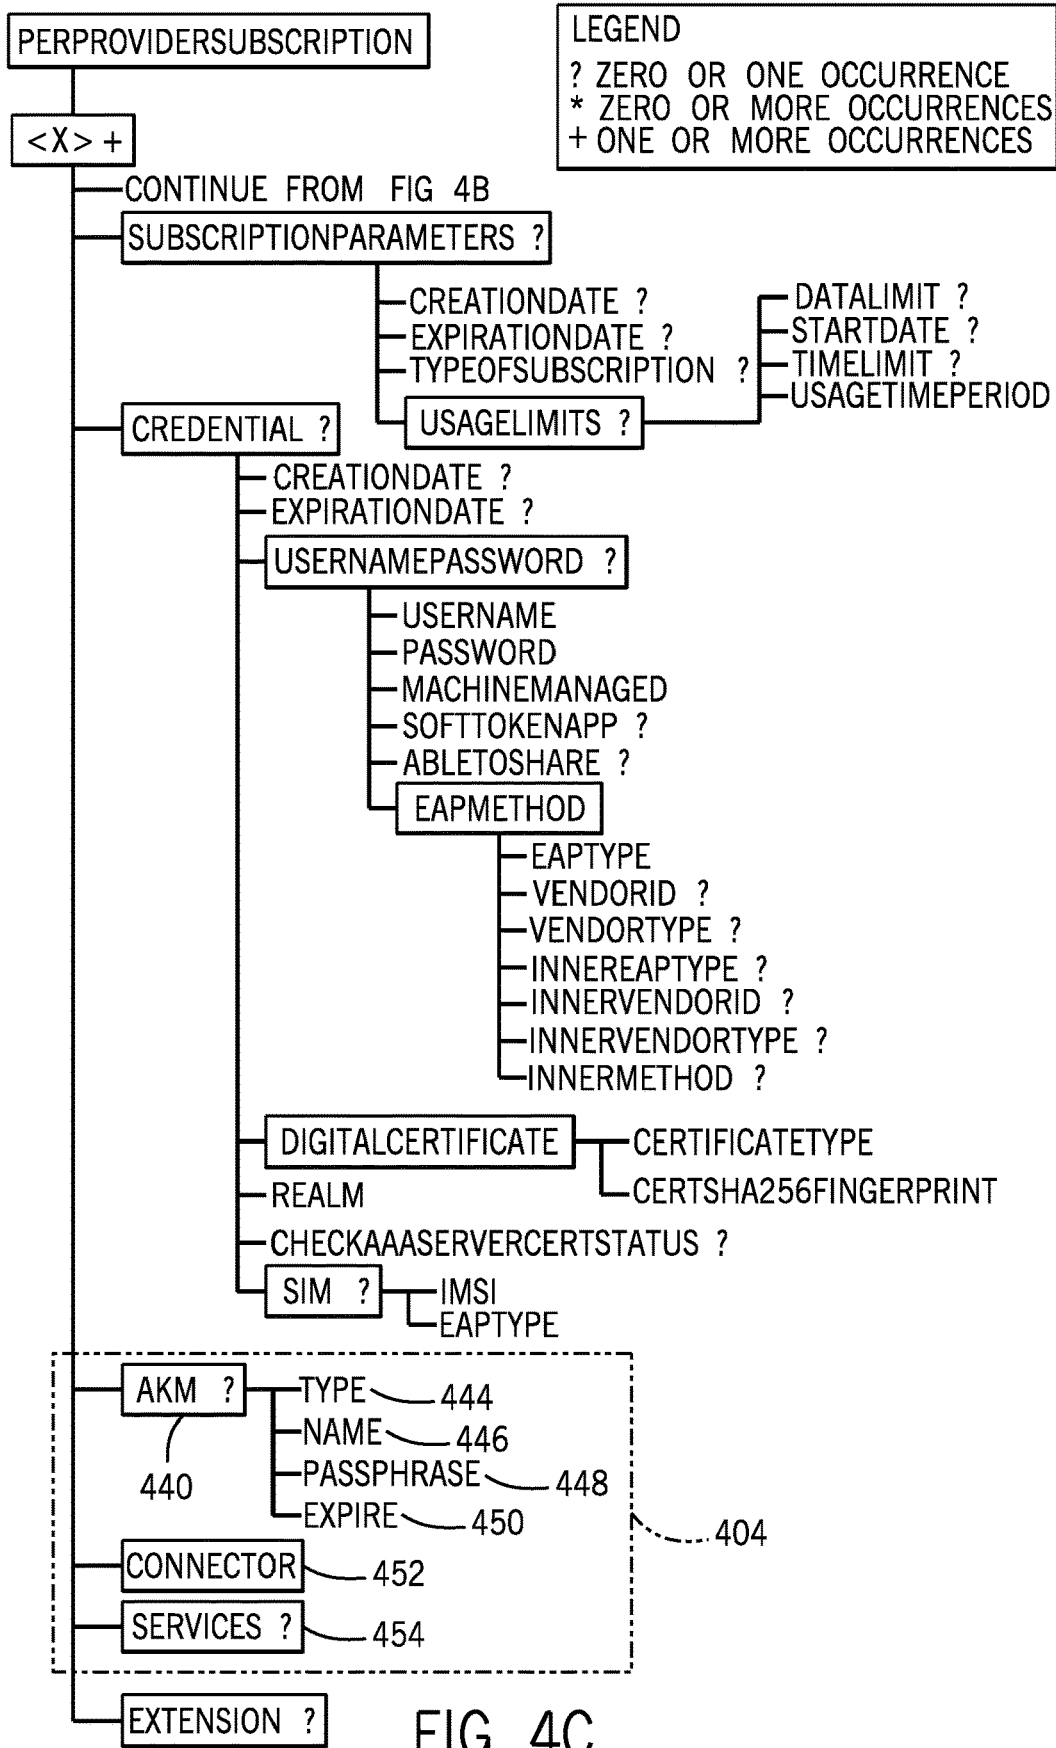 PERPROVIDERSUBSCRIPTION
LEGEND
? ZERO OR ONE OCCURRENCE
* ZERO OR MORE OCCURRENCES
+ ONE OR MORE OCCURRENCES
<X> +
CONTINUE FROM FIG 4B
SUBSCRIPTIONPARAMETERS ?
CREATIONDATE ?
EXPIRATIONDATE ?
TYPEOFSUBSCRIPTION ?
USAGELIMITS ?
DATALIMIT ?
STARTDATE ?
TIMELIMIT ?
USAGETIMEPERIOD
CREDENTIAL ?
CREATIONDATE ?
EXPIRATIONDATE ?
USERNAMEPASSWORD ?
USERNAME
PASSWORD
MACHINEMANAGED
SOFTTOKENAPP ?
ABLETOSHARE ?
EAPMETHOD
EAPTYPE
VENDORID ?
VENDORTYPE ?
INNEREAPTYPE ?
INNERVENDORID ?
INNERVENDORTYPE ?
INNERMETHOD ?
DIGITALCERTIFICATE
CERTIFICATETYPE
CERTSHA256FINGERPRINT
REALM
CHECKAAASERVERCERTSTATUS ?
SIM ?
IMSI
EAPTYPE
AKM ?
440
TYPE 444
NAME 446
PASSPHRASE 448
EXPIRE 450
404
CONNECTOR 452
SERVICES ? 454
EXTENSION ?
FIG 4C